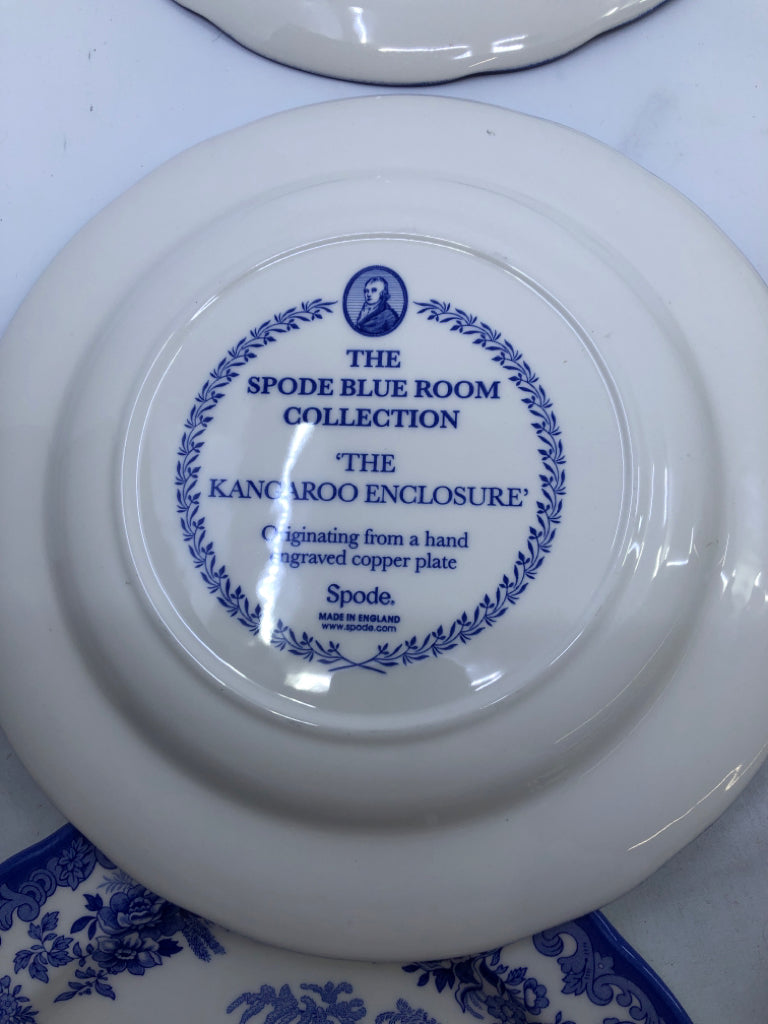 THE
SPODE BLUE ROOM
COLLECTION
‘THE
KANGAROO ENCLOSURE’
Originating from a hand
engraved copper plate
Spode.
MADE IN ENGLAND
www.spode.com